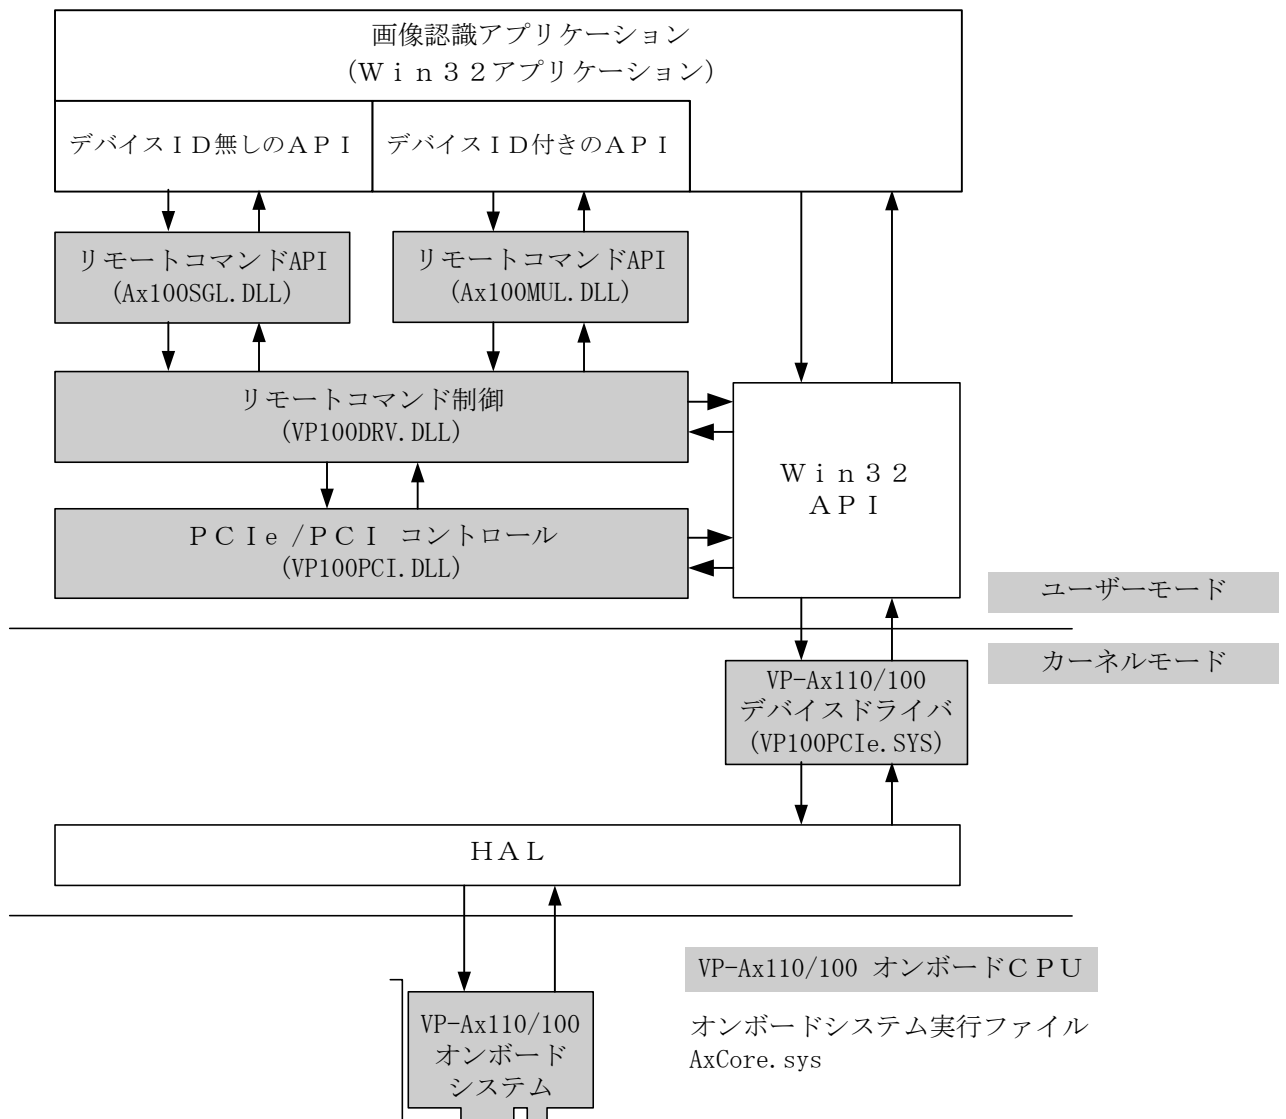 画像認識アプリケーション
（Ｗｉｎ３２アプリケーション）
デバイスＩＤ無しのＡＰＩ
デバイスＩＤ付きのＡＰＩ
リモートコマンドAPI
(Ax100SGL.DLL)
リモートコマンドAPI
(Ax100MUL.DLL)
リモートコマンド制御
(VP100DRV.DLL)
Ｗｉｎ３２
ＡＰＩ
ＰＣＩｅ/ＰＣＩ コントロール
(VP100PCI.DLL)
ユーザーモード
カーネルモード
VP-Ax110/100
デバイスドライバ
(VP100PCIe.SYS)
ＨＡＬ
VP-Ax110/100 オンボードＣＰＵ
オンボードシステム実行ファイル
AxCore.sys
VP-Ax110/100
オンボード
システム